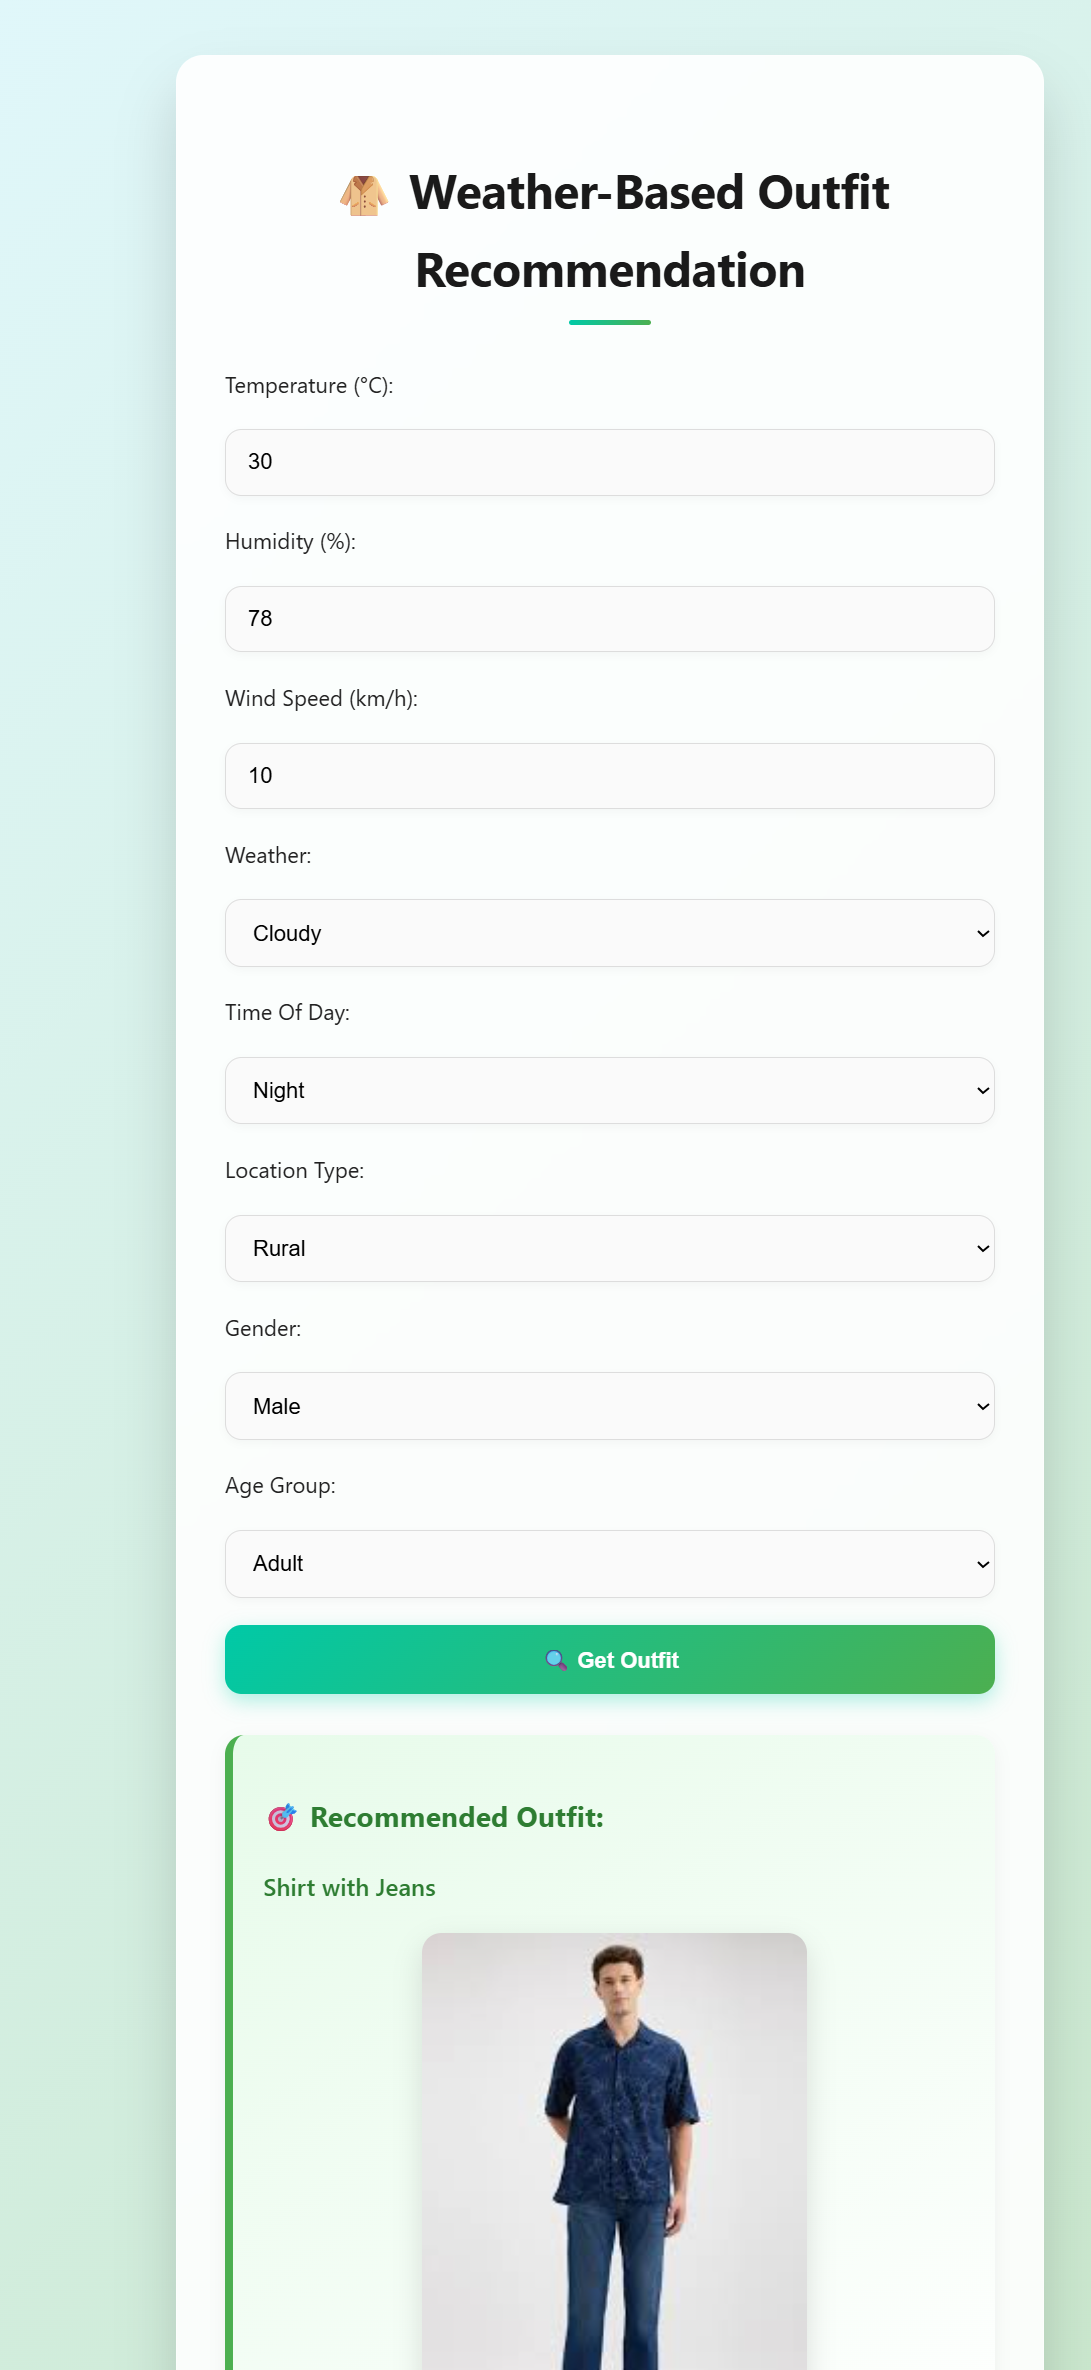 Weather-Based Outfit
Recommendation
Temperature (°C):
30
Humidity (%):
78
Wind Speed (km/h):
10
Weather:
Cloudy
Time Of Day:
Night
Location Type:
Rural
Gender:
Male
Age Group:
Adult
Get Outfit
Recommended Outfit:
Shirt with Jeans